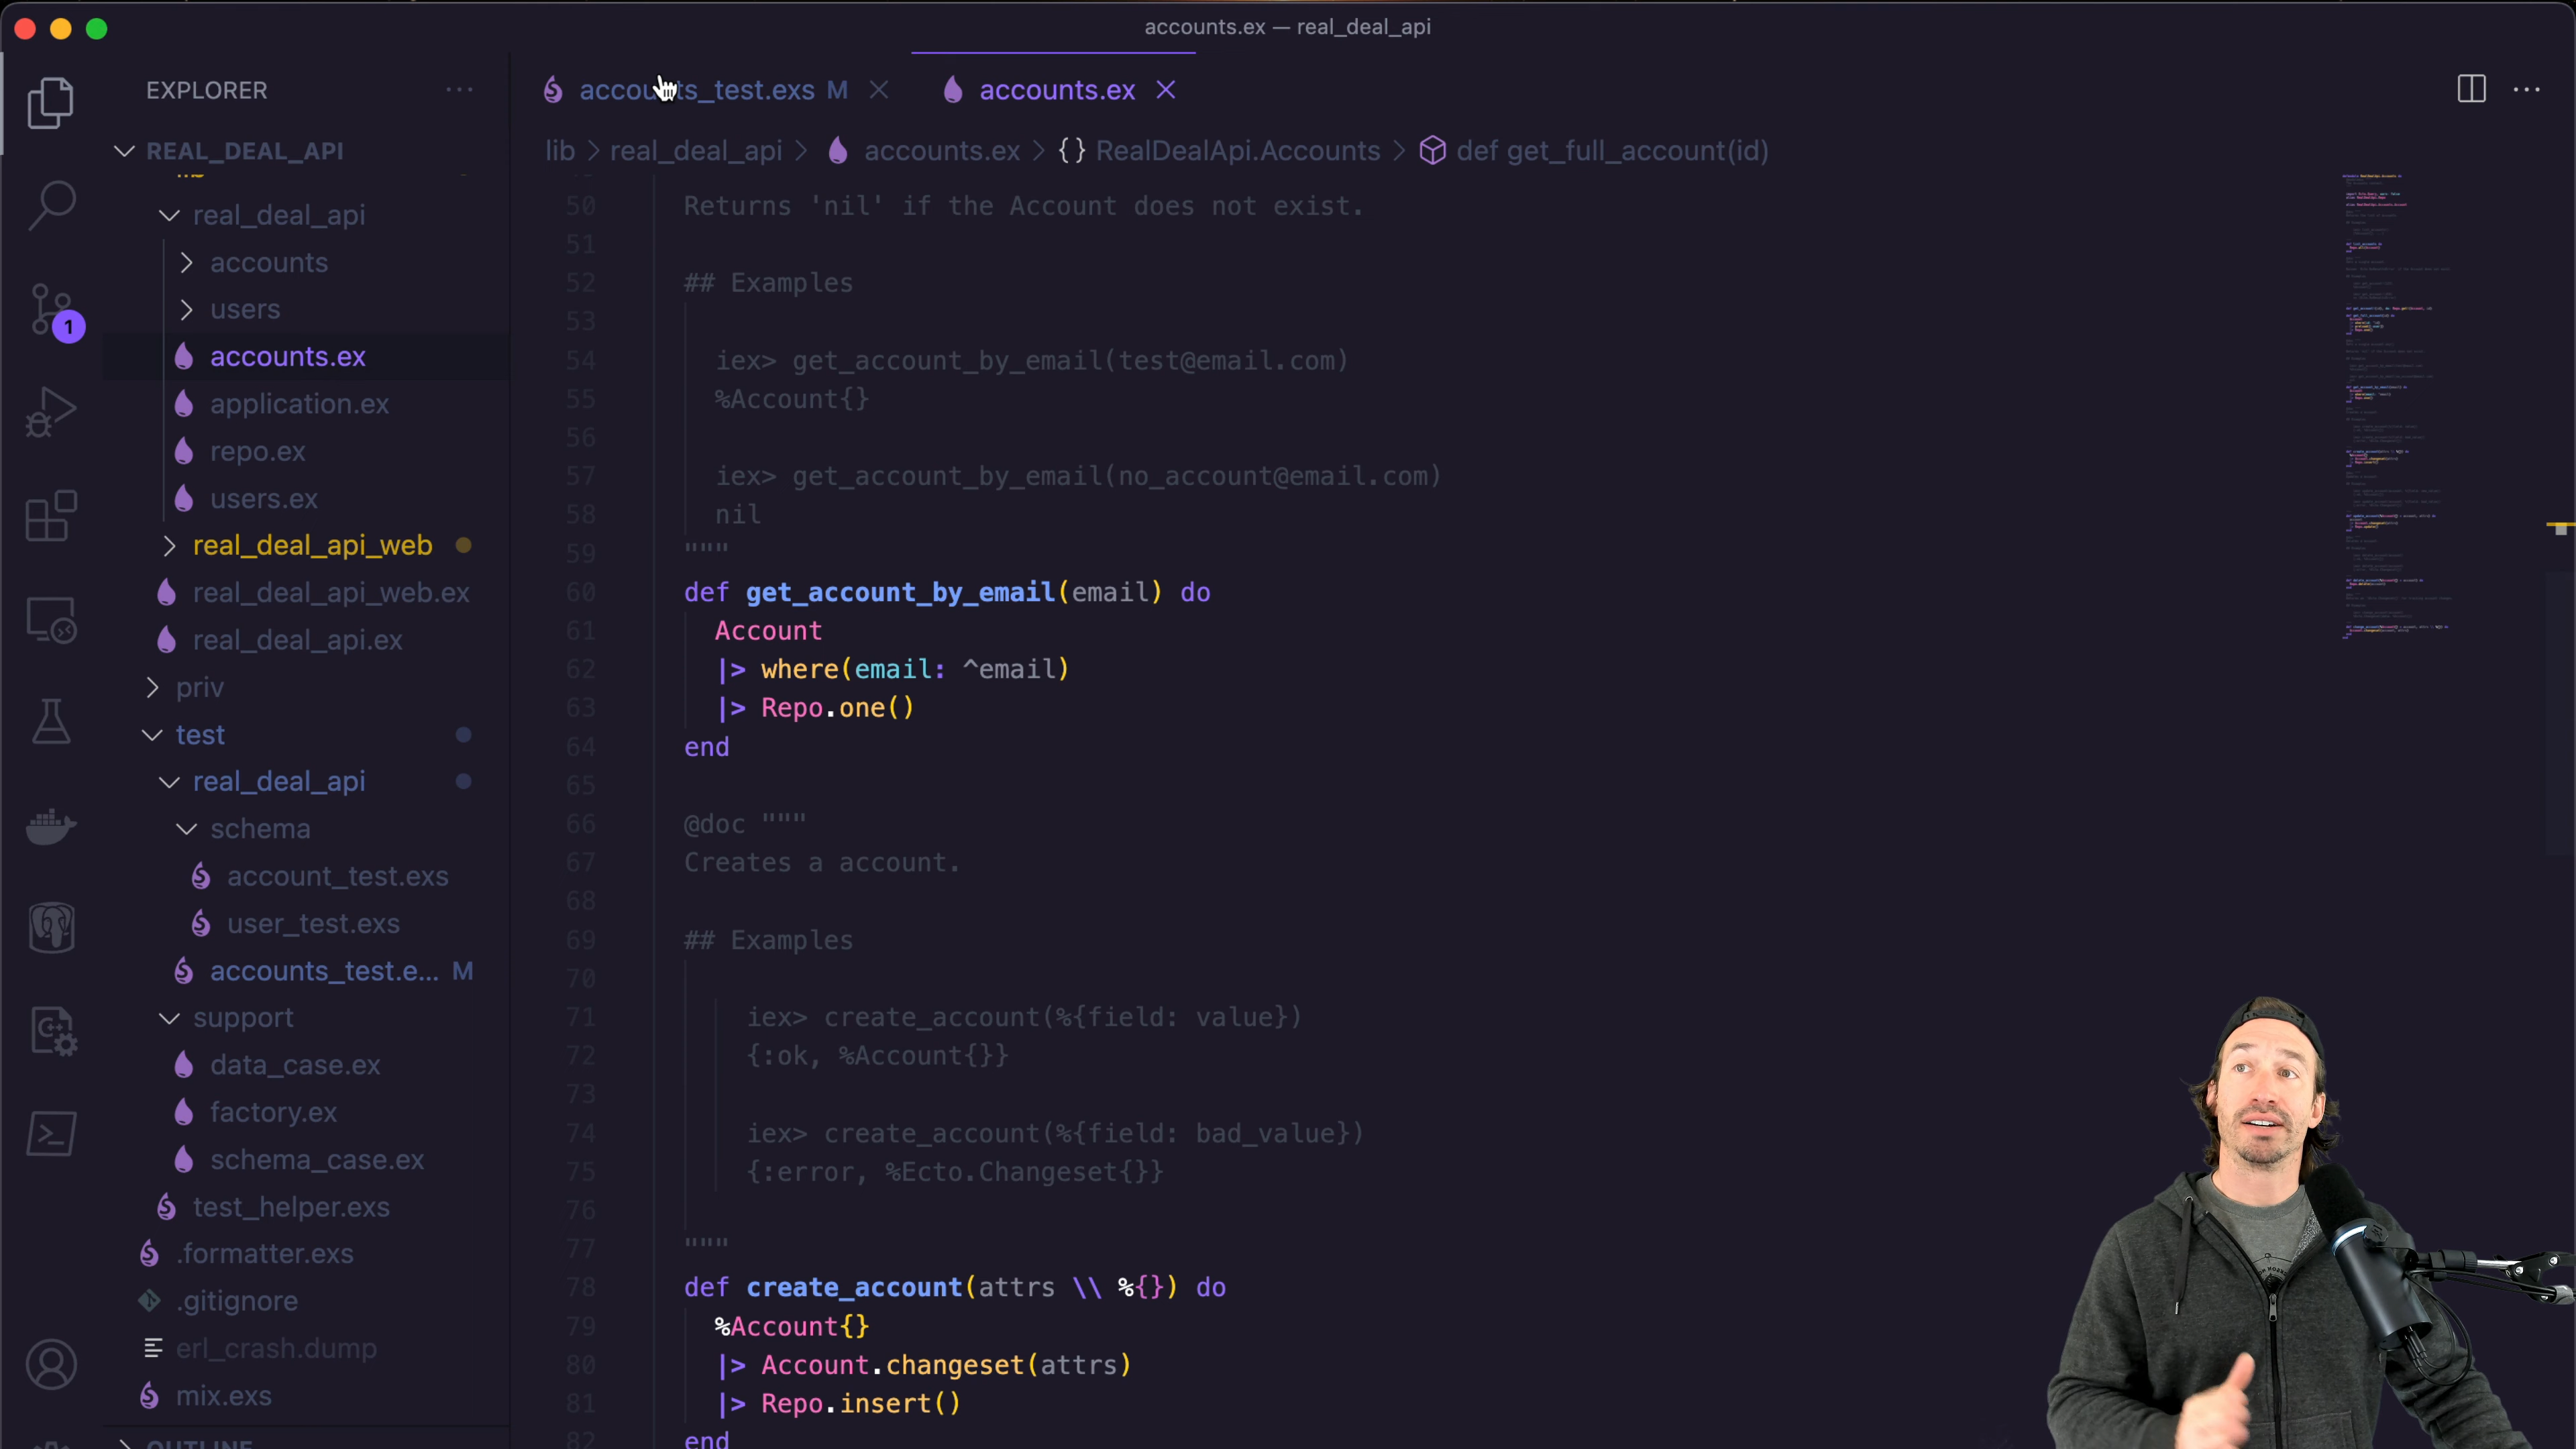 accounts.ex — real_deal_api
EXPLORER
accounts_test.exs M
accounts.ex
REAL_DEAL_API
lib > real_deal_api > accounts.ex > {} RealDealApi.Accounts > def get_full_account(id)
real_deal_api
accounts
users
accounts.ex
application.ex
repo.ex
users.ex
real_deal_api_web
real_deal_api_web.ex
real_deal_api.ex
priv
test
real_deal_api
schema
account_test.exs
user_test.exs
accounts_test.e... M
support
data_case.ex
factory.ex
schema_case.ex
test_helper.exs
.formatter.exs
.gitignore
erl_crash.dump
mix.exs
OUTLINE
1
50 Returns 'nil' if the Account does not exist.
51
52 ## Examples
53
54 iex> get_account_by_email(test@email.com)
55 %Account{}
56
57 iex> get_account_by_email(no_account@email.com)
58 nil
59 """
60 def get_account_by_email(email) do
61 Account
62 |> where(email: ^email)
63 |> Repo.one()
64 end
65
66 @doc """
67 Creates a account.
68
69 ## Examples
70
71 iex> create_account(%{field: value})
72 {:ok, %Account{}}
73
74 iex> create_account(%{field: bad_value})
75 {:error, %Ecto.Changeset{}}
76
77 """
78 def create_account(attrs \\ %{}) do
79 %Account{}
80 |> Account.changeset(attrs)
81 |> Repo.insert()
82 end